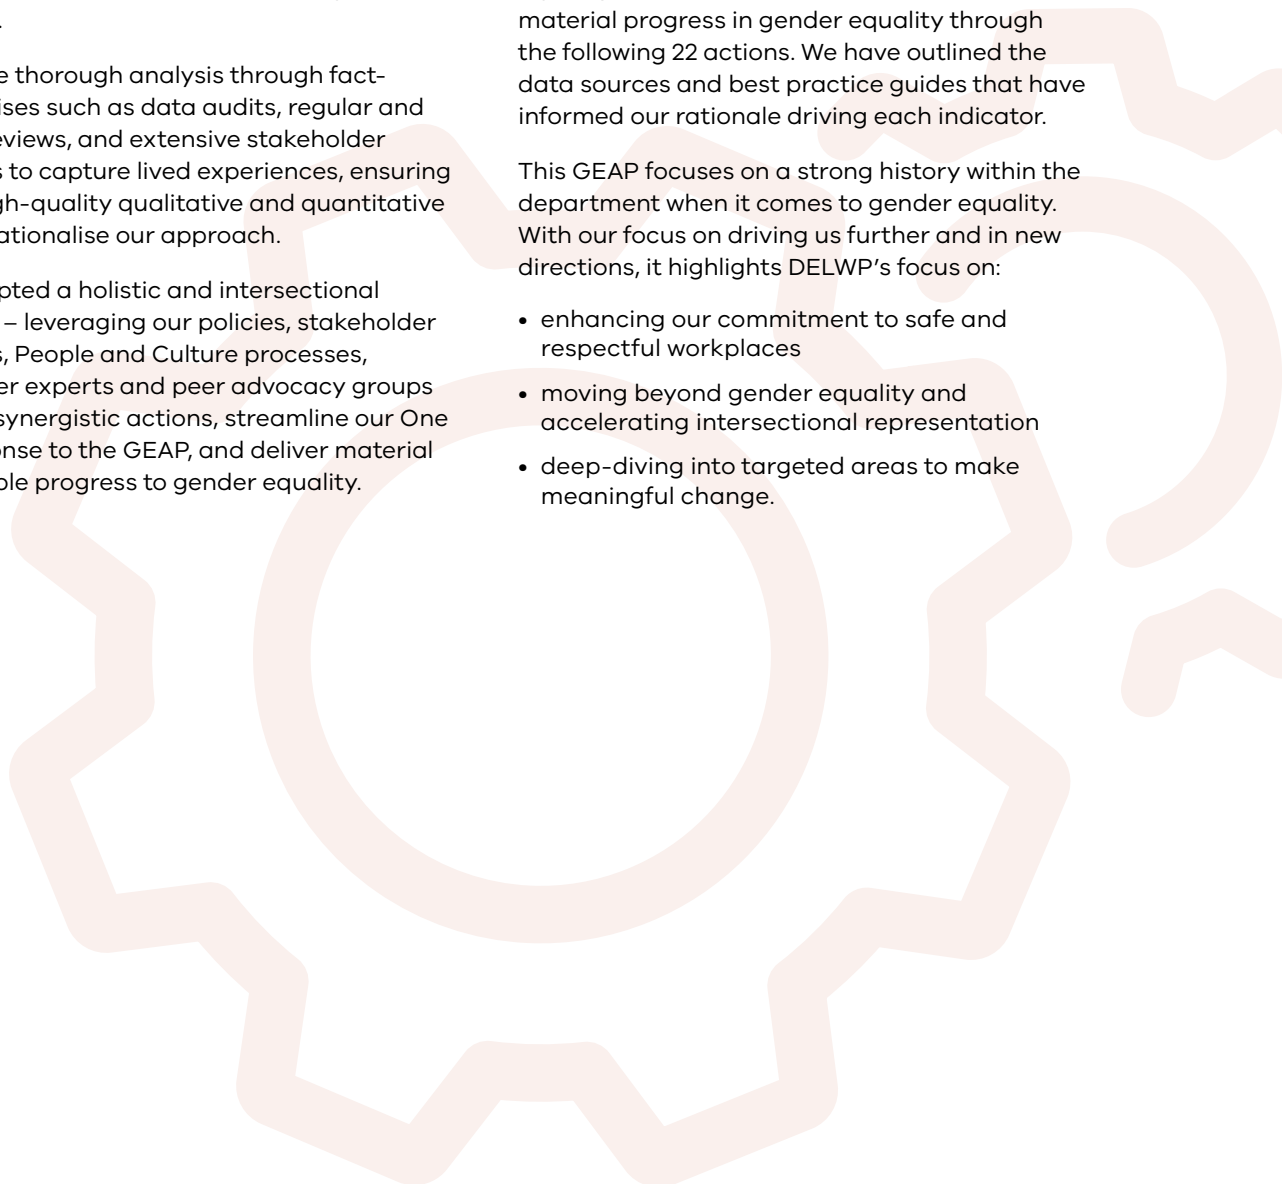 .
e thorough analysis through fact-
ises such as data audits, regular and
eviews, and extensive stakeholder
s to capture lived experiences, ensuring
gh-quality qualitative and quantitative
ationalise our approach.
pted a holistic and intersectional
– leveraging our policies, stakeholder
s, People and Culture processes,
er experts and peer advocacy groups
synergistic actions, streamline our One
onse to the GEAP, and deliver material
ble progress to gender equality.
material progress in gender equality through
the following 22 actions. We have outlined the
data sources and best practice guides that have
informed our rationale driving each indicator.
This GEAP focuses on a strong history within the
department when it comes to gender equality.
With our focus on driving us further and in new
directions, it highlights DELWP’s focus on:
• enhancing our commitment to safe and
respectful workplaces
• moving beyond gender equality and
accelerating intersectional representation
• deep-diving into targeted areas to make
meaningful change.